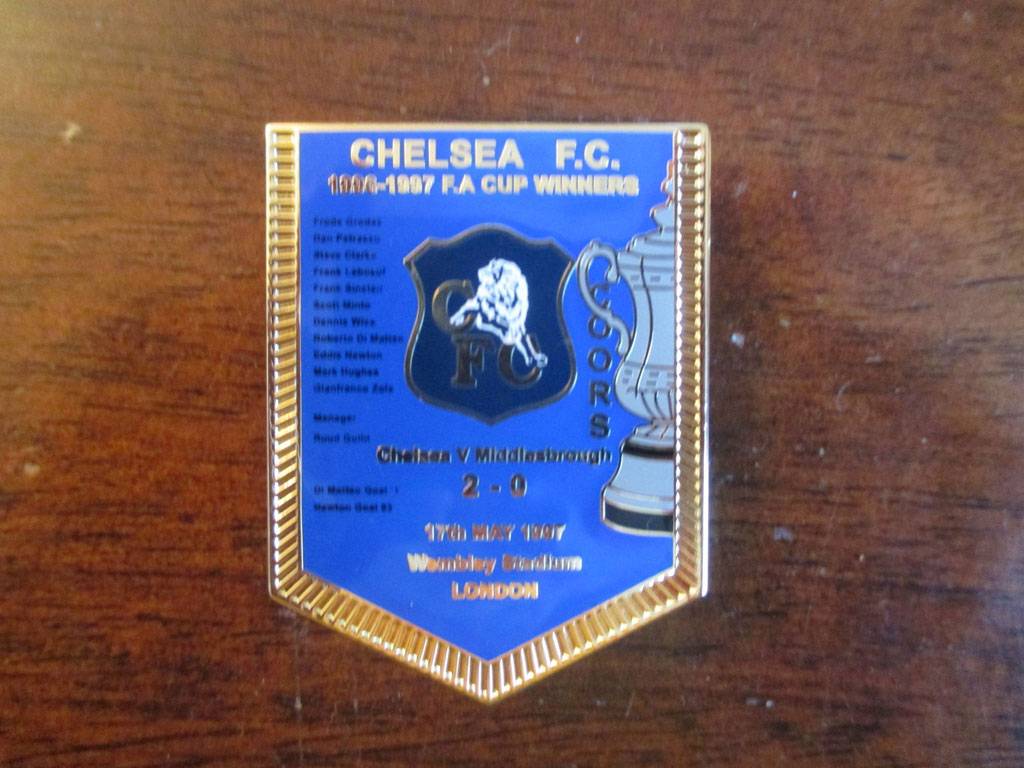 CHELSEA F.C.
1996-1997 F.A CUP WINNERS
Frode Grodas
Dan Petrescu
Steve Clarke
Frank Leboeuf
Frank Sinclair
Scott Minto
Dennis Wise
Roberto Di Matteo
Eddie Newton
Mark Hughes
Gianfranco Zola
Manager
Ruud Gullit
CFC
COORS
Chelsea V Middlesbrough
2 - 0
Di Matteo Goal 1
Newton Goal 83
17th MAY 1997
Wembley Stadium
LONDON